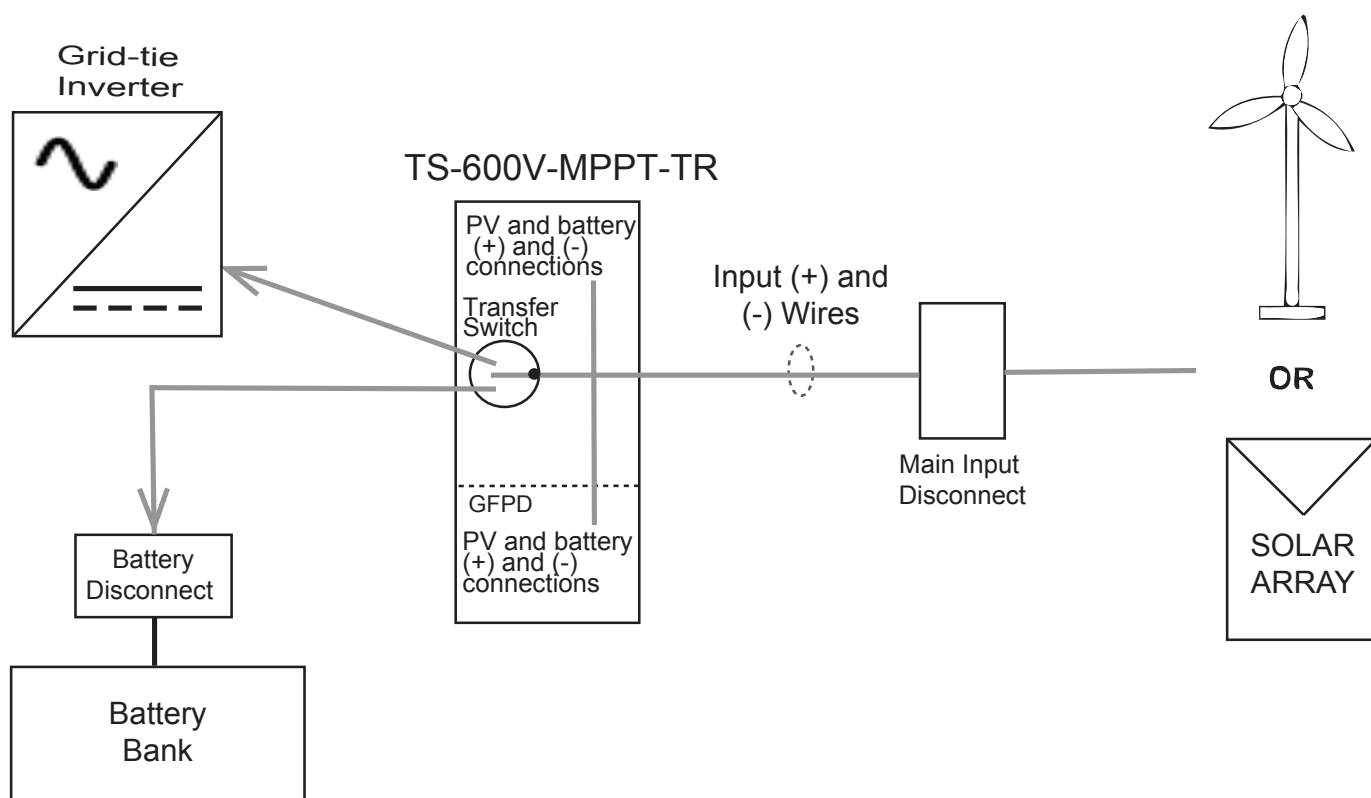 Grid-tie
Inverter
TS-600V-MPPT-TR
PV and battery
(+) and (-)
connections
Transfer
Switch
GFPD
PV and battery
(+) and (-)
connections
Input (+) and
(-) Wires
Main Input
Disconnect
OR
SOLAR
ARRAY
Battery
Disconnect
Battery
Bank